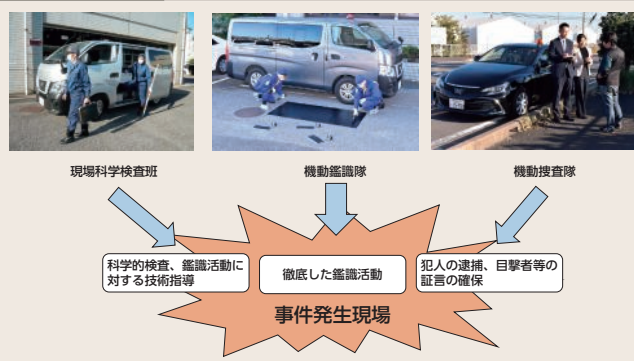 現場科学検査班
機動鑑識隊
機動捜査隊
科学的検査、鑑識活動に
対する技術指導
徹底した鑑識活動
犯人の逮捕、目撃者等の
証言の確保
事件発生現場